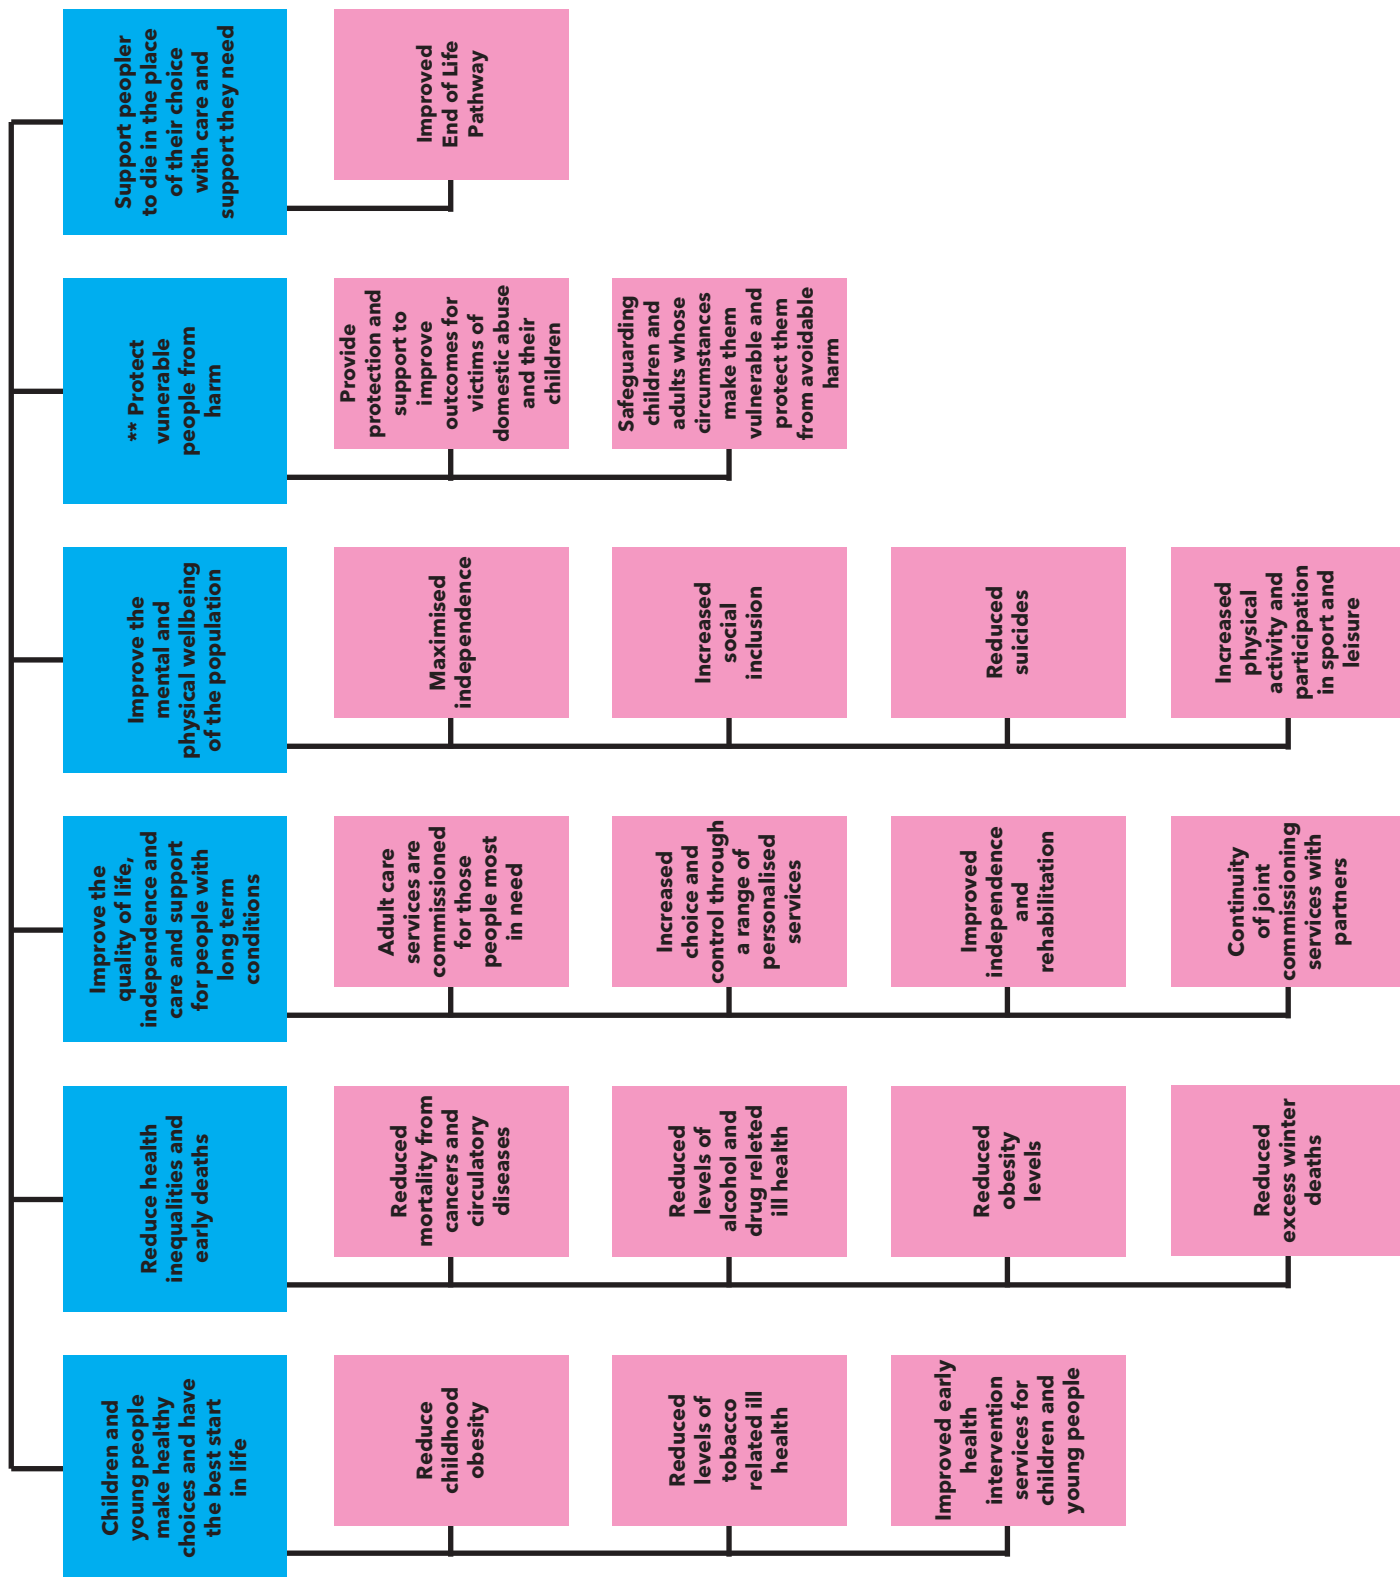 Children and
young people
make healthy
choices and have
the best start
in life
Reduce
childhood
obesity
Reduced
levels of
tobacco
related ill
health
Improved early
health
intervention
services for
children and
young people
Reduce health
inequalities and
early deaths
Reduced
mortality from
cancers and
circulatory
diseases
Reduced
levels of
alcohol and
drug releted
ill health
Reduced
obesity
levels
Reduced
excess winter
deaths
Improve the
quality of life,
independence and
care and support
for people with
long term
conditions
Adult care
services are
commissioned
for those
people most
in need
Increased
choice and
control through
a range of
personalised
services
Improved
independence
and
rehabilitation
Continuity
of joint
commissioning
services with
partners
Improve the
mental and
physical wellbeing
of the population
Maximised
independence
Increased
social
inclusion
Reduced
suicides
Increased
physical
activity and
participation
in sport and
leisure
** Protect
vunerable
people from
harm
Provide
protection and
support to
improve
outcomes for
victims of
domestic abuse
and their
children
Safeguarding
children and
adults whose
circumstances
make them
vulnerable and
protect them
from avoidable
harm
Support peopler
to die in the place
of their choice
with care and
support they need
Improved
End of Life
Pathway